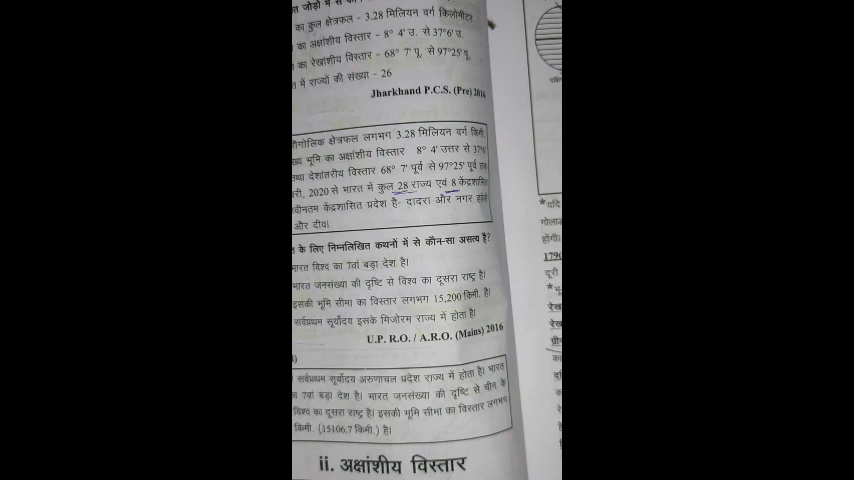 त जोड़ों में से
का कुल क्षेत्रफल - 3.28 मिलियन वर्ग किलोमीटर
का अक्षांशीय विस्तार - 8° 4' उ. से 37°6' उ.
का रेखांशीय विस्तार - 68° 7' पू. से 97°25' पू.
में राज्यों की संख्या - 26
Jharkhand P.C.S. (Pre) 2016
गोलिक क्षेत्रफल लगभग 3.28 मिलियन वर्ग किमी.
ख्य भूमि का अक्षांशीय विस्तार 8° 4' उत्तर से 37°6'
तथा देशांतरीय विस्तार 68° 7' पूर्व से 97°25' पूर्व तक
री, 2020 से भारत में कुल 28 राज्य एवं 8 केंद्रशासि
वीनतम केंद्रशासित प्रदेश है- दादरा और नगर हवे
और दीव।
के लिए निम्नलिखित कथनों में से कौन-सा असत्य है?
भारत विश्व का 7वां बड़ा देश है।
भारत जनसंख्या की दृष्टि से विश्व का दूसरा राष्ट्र है।
इसकी भूमि सीमा का विस्तार लगभग 15,200 किमी. है।
सर्वप्रथम सूर्योदय इसके मिजोरम राज्य में होता है।
U.P. R.O. / A.R.O. (Mains) 2016
सर्वप्रथम सूर्योदय अरुणाचल प्रदेश राज्य में होता है। भारत
का 7वां बड़ा देश है। भारत जनसंख्या की दृष्टि से चीन के
विश्व का दूसरा राष्ट्र है। इसकी भूमि सीमा का विस्तार लगभग
किमी. (15106.7 किमी.) है।
ii. अक्षांशीय विस्तार
*यदि
गोला
होंगी।
179
दूरी
*भू
रेख
रेख